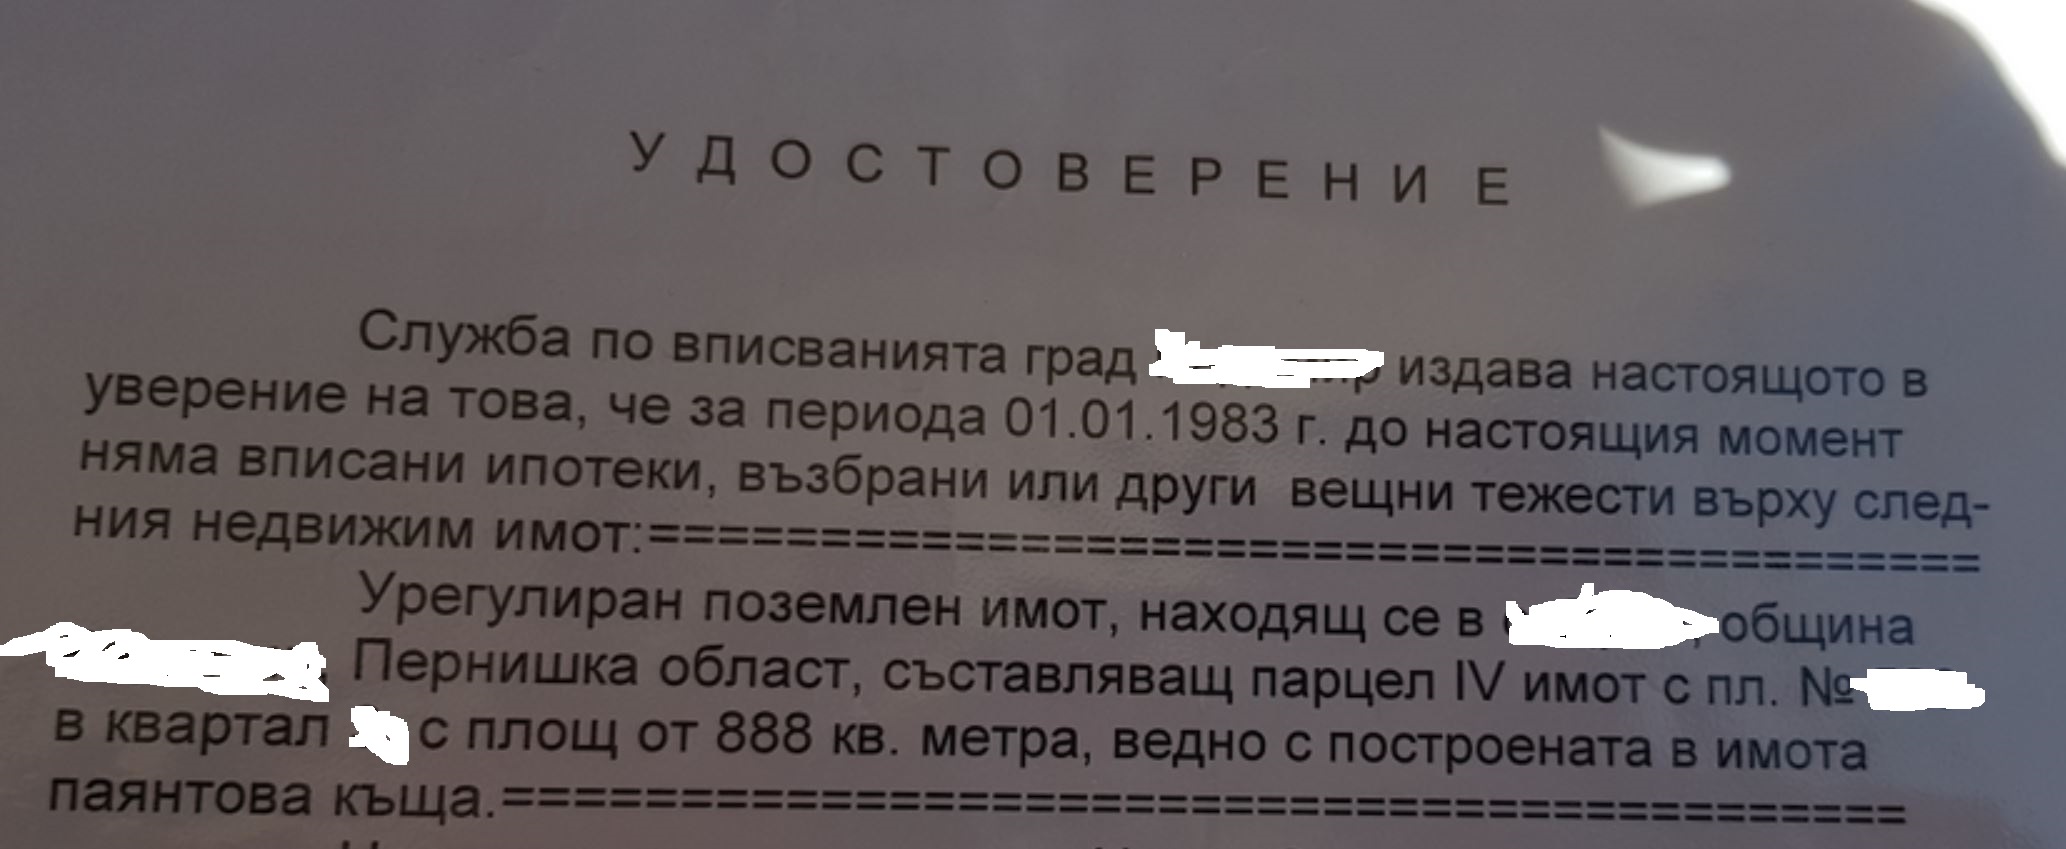 УДОСТОВЕРЕНИЕ
Служба по вписванията град издава настоящото в
уверение на това, че за периода 01.01.1983 г. до настоящия момент
няма вписани ипотеки, възбрани или други вещни тежести върху след-
ния недвижим имот:========================================
Урегулиран поземлен имот, находящ се в община
Пернишка област, съставляващ парцел IV имот с пл. №
в квартал с площ от 888 кв. метра, ведно с построената в имота
паянтова къща.==========================================